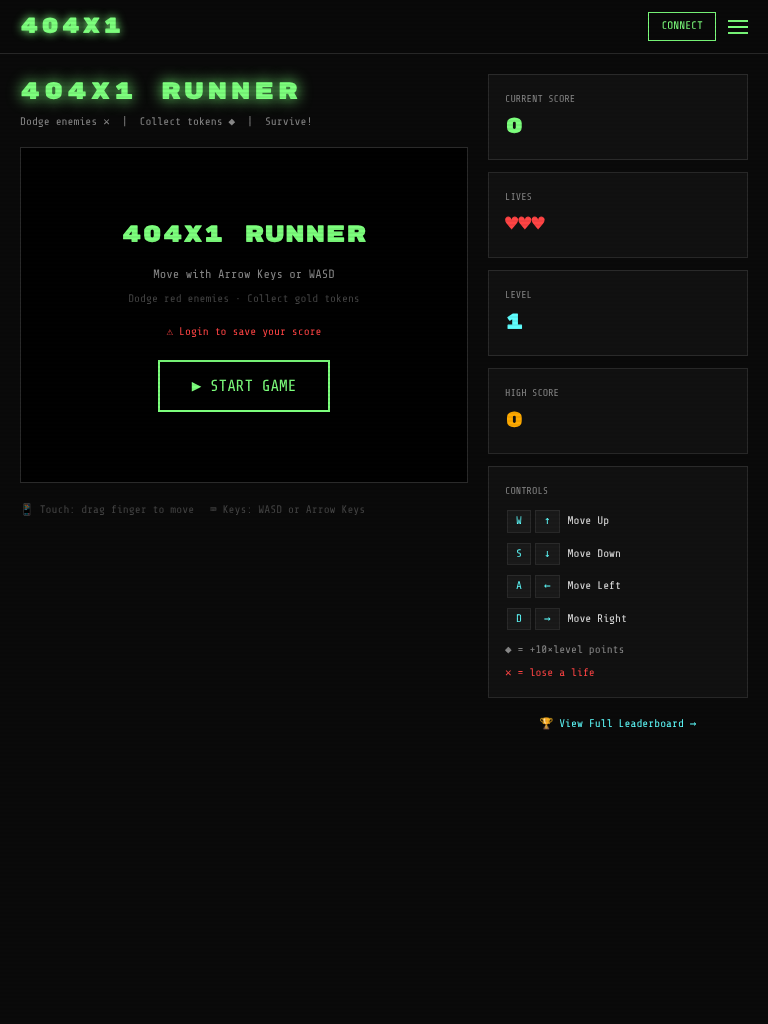 404X1
CONNECT
404X1 RUNNER
Dodge enemies ✕ | Collect tokens ◆ | Survive!
404X1 RUNNER
Move with Arrow Keys or WASD
Dodge red enemies · Collect gold tokens
⚠ Login to save your score
▶ START GAME
📱 Touch: drag finger to move ⌨ Keys: WASD or Arrow Keys
CURRENT SCORE
0
LIVES
♥♥♥
LEVEL
1
HIGH SCORE
0
CONTROLS
W ↑ Move Up
S ↓ Move Down
A ← Move Left
D → Move Right
◆ = +10×level points
✕ = lose a life
🏆 View Full Leaderboard →